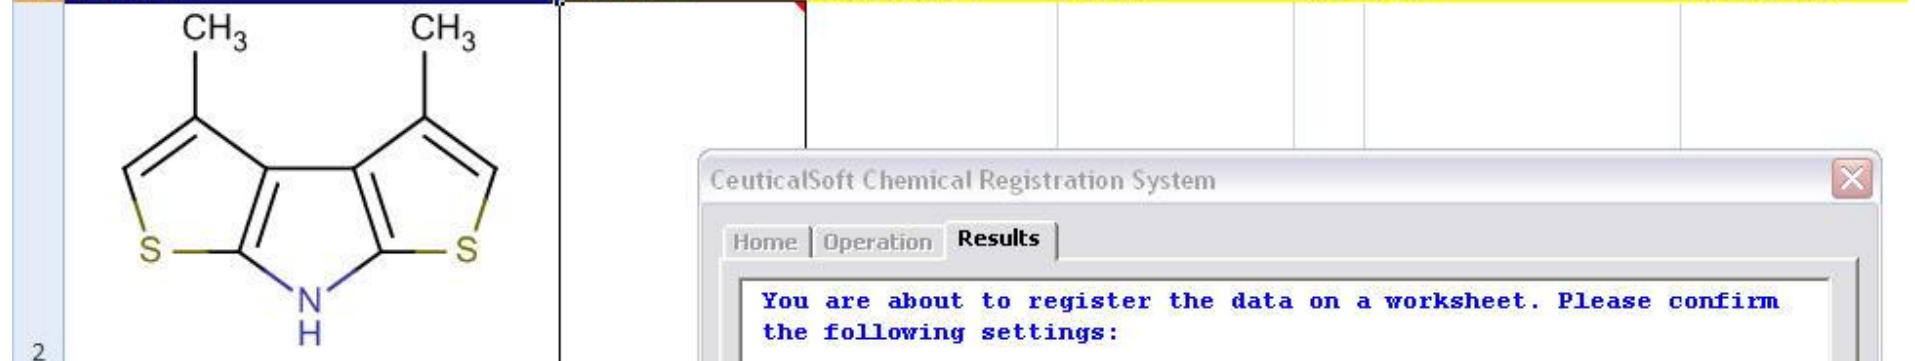 CH3 CH3
CeuticalSoft Chemical Registration System
Home Operation Results
S S
You are about to register the data on a worksheet. Please confirm
N
the following settings:
H
2